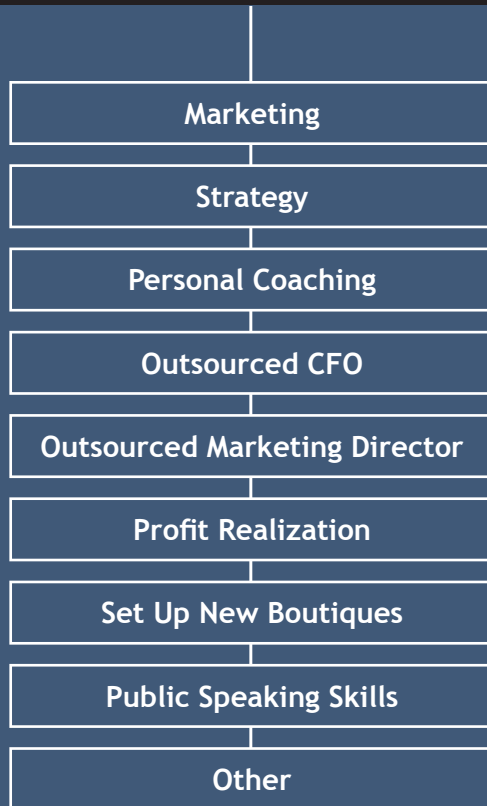 Marketing
Strategy
Personal Coaching
Outsourced CFO
Outsourced Marketing Director
Profit Realization
Set Up New Boutiques
Public Speaking Skills
Other